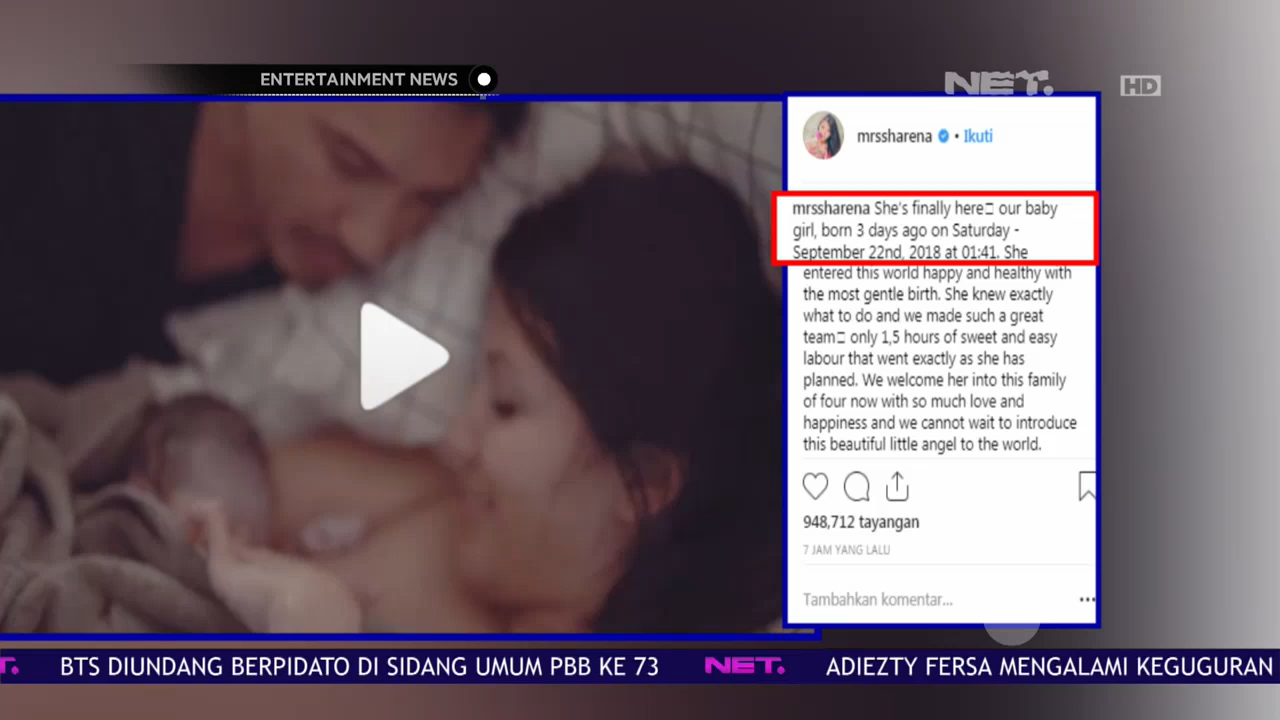 ENTERTAINMENT NEWS
NET.
HD
mrssharena • Ikuti
mrssharena She's finally here our baby
girl, born 3 days ago on Saturday -
September 22nd, 2018 at 01:41. She
entered this world happy and healthy with
the most gentle birth. She knew exactly
what to do and we made such a great
team only 1,5 hours of sweet and easy
labour that went exactly as she has
planned. We welcome her into this family
of four now with so much love and
happiness and we cannot wait to introduce
this beautiful little angel to the world.
948,712 tayangan
7 JAM YANG LALU
Tambahkan komentar...
T. BTS DIUNDANG BERPIDATO DI SIDANG UMUM PBB KE 73 NET. ADIEZTY FERSA MENGALAMI KEGUGURAN